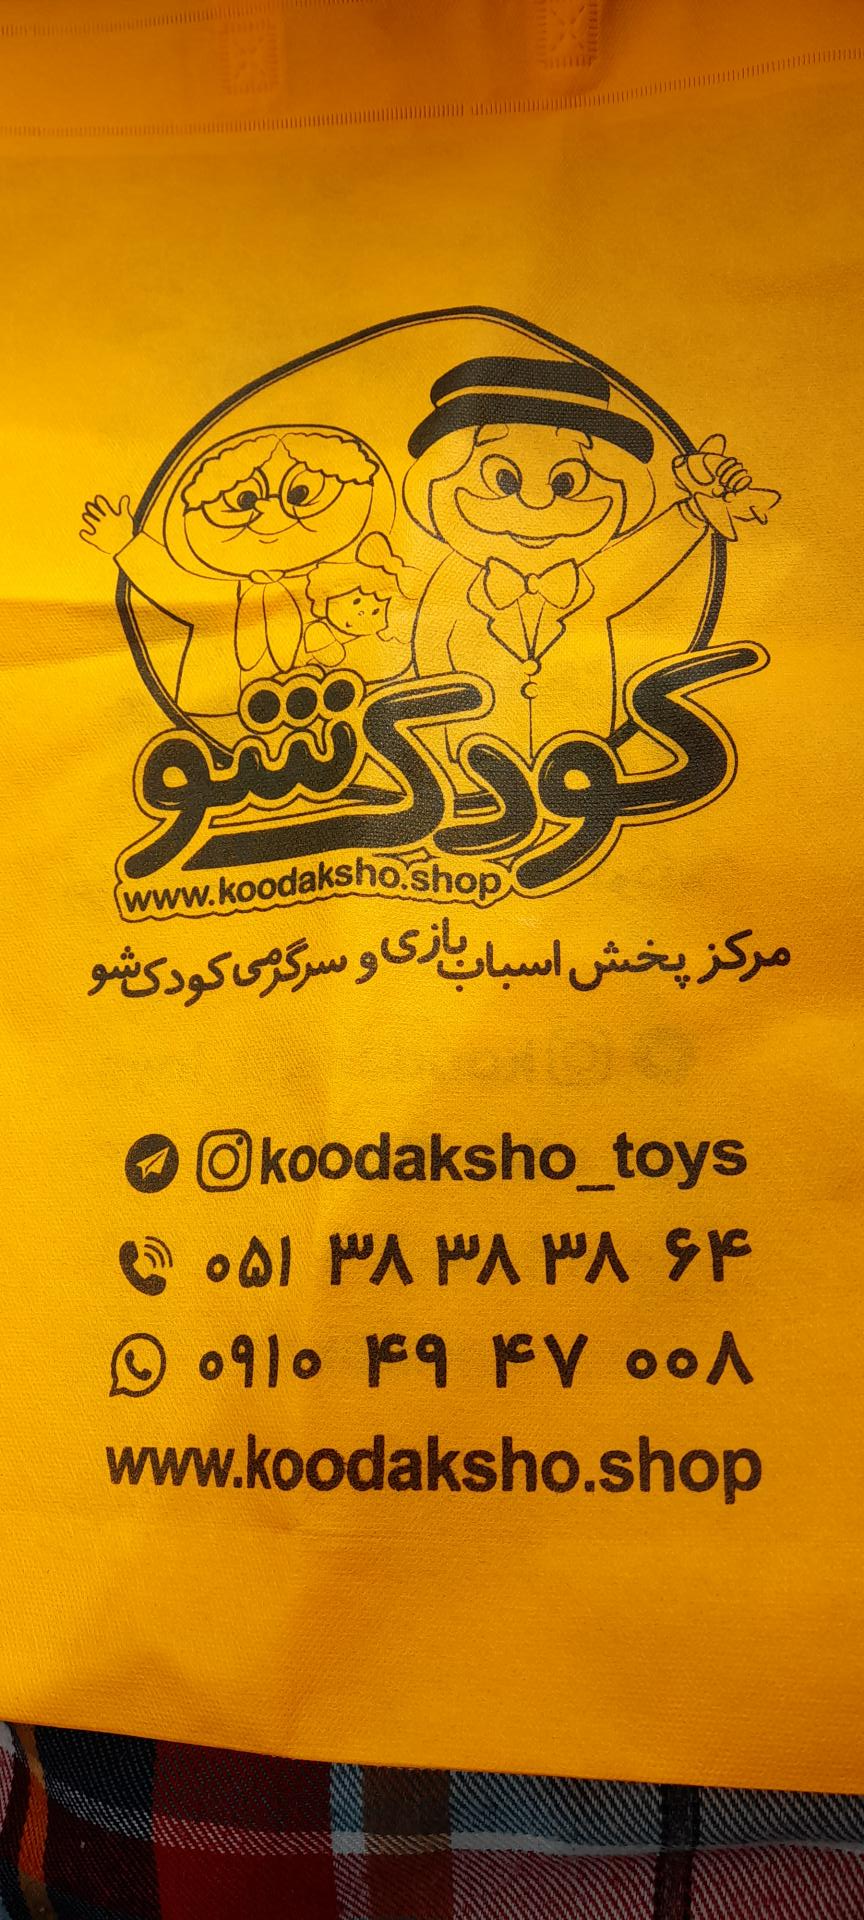 کودک‌شو
www.koodaksho.shop
مرکز پخش اسباب‌بازی و سرگرمی کودک‌شو
koodaksho_toys
۰۵۱ ۳۸ ۳۸ ۳۸ ۶۴
۰۹۱۰ ۴۹ ۴۷ ۰۰۸
www.koodaksho.shop